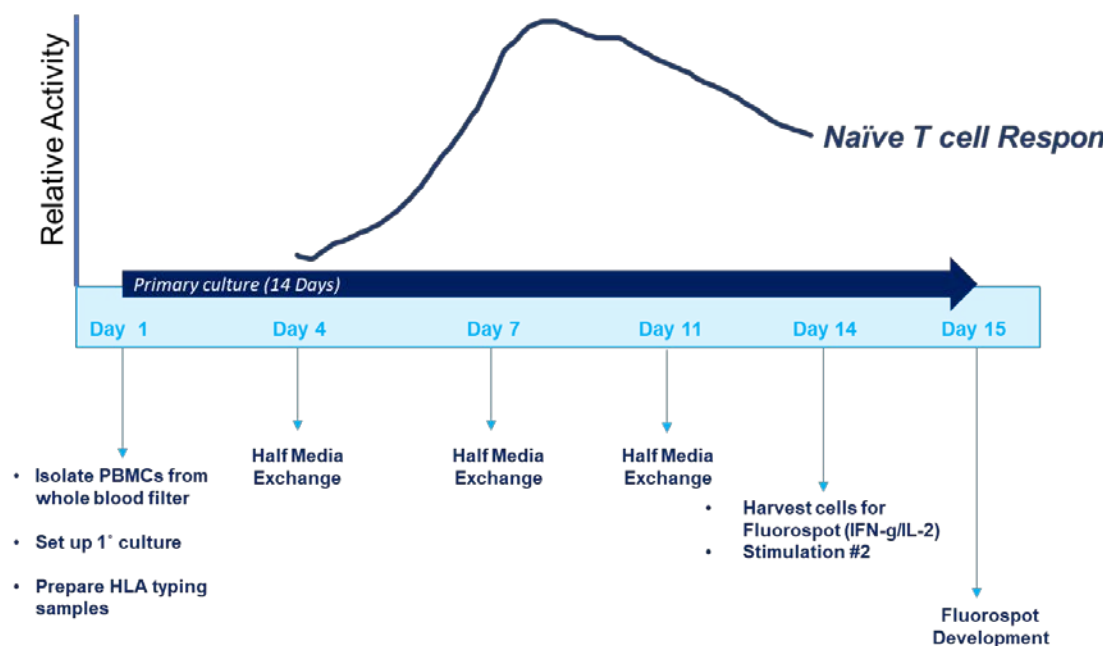 Relative Activity
Naïve T cell Respon
Primary culture (14 Days)
Day 1
Day 4
Day 7
Day 11
Day 14
Day 15
• Isolate PBMCs from
whole blood filter
• Set up 1˚ culture
• Prepare HLA typing
samples
Half Media
Exchange
Half Media
Exchange
Half Media
Exchange
• Harvest cells for
Fluorospot (IFN-g/IL-2)
• Stimulation #2
Fluorospot
Development